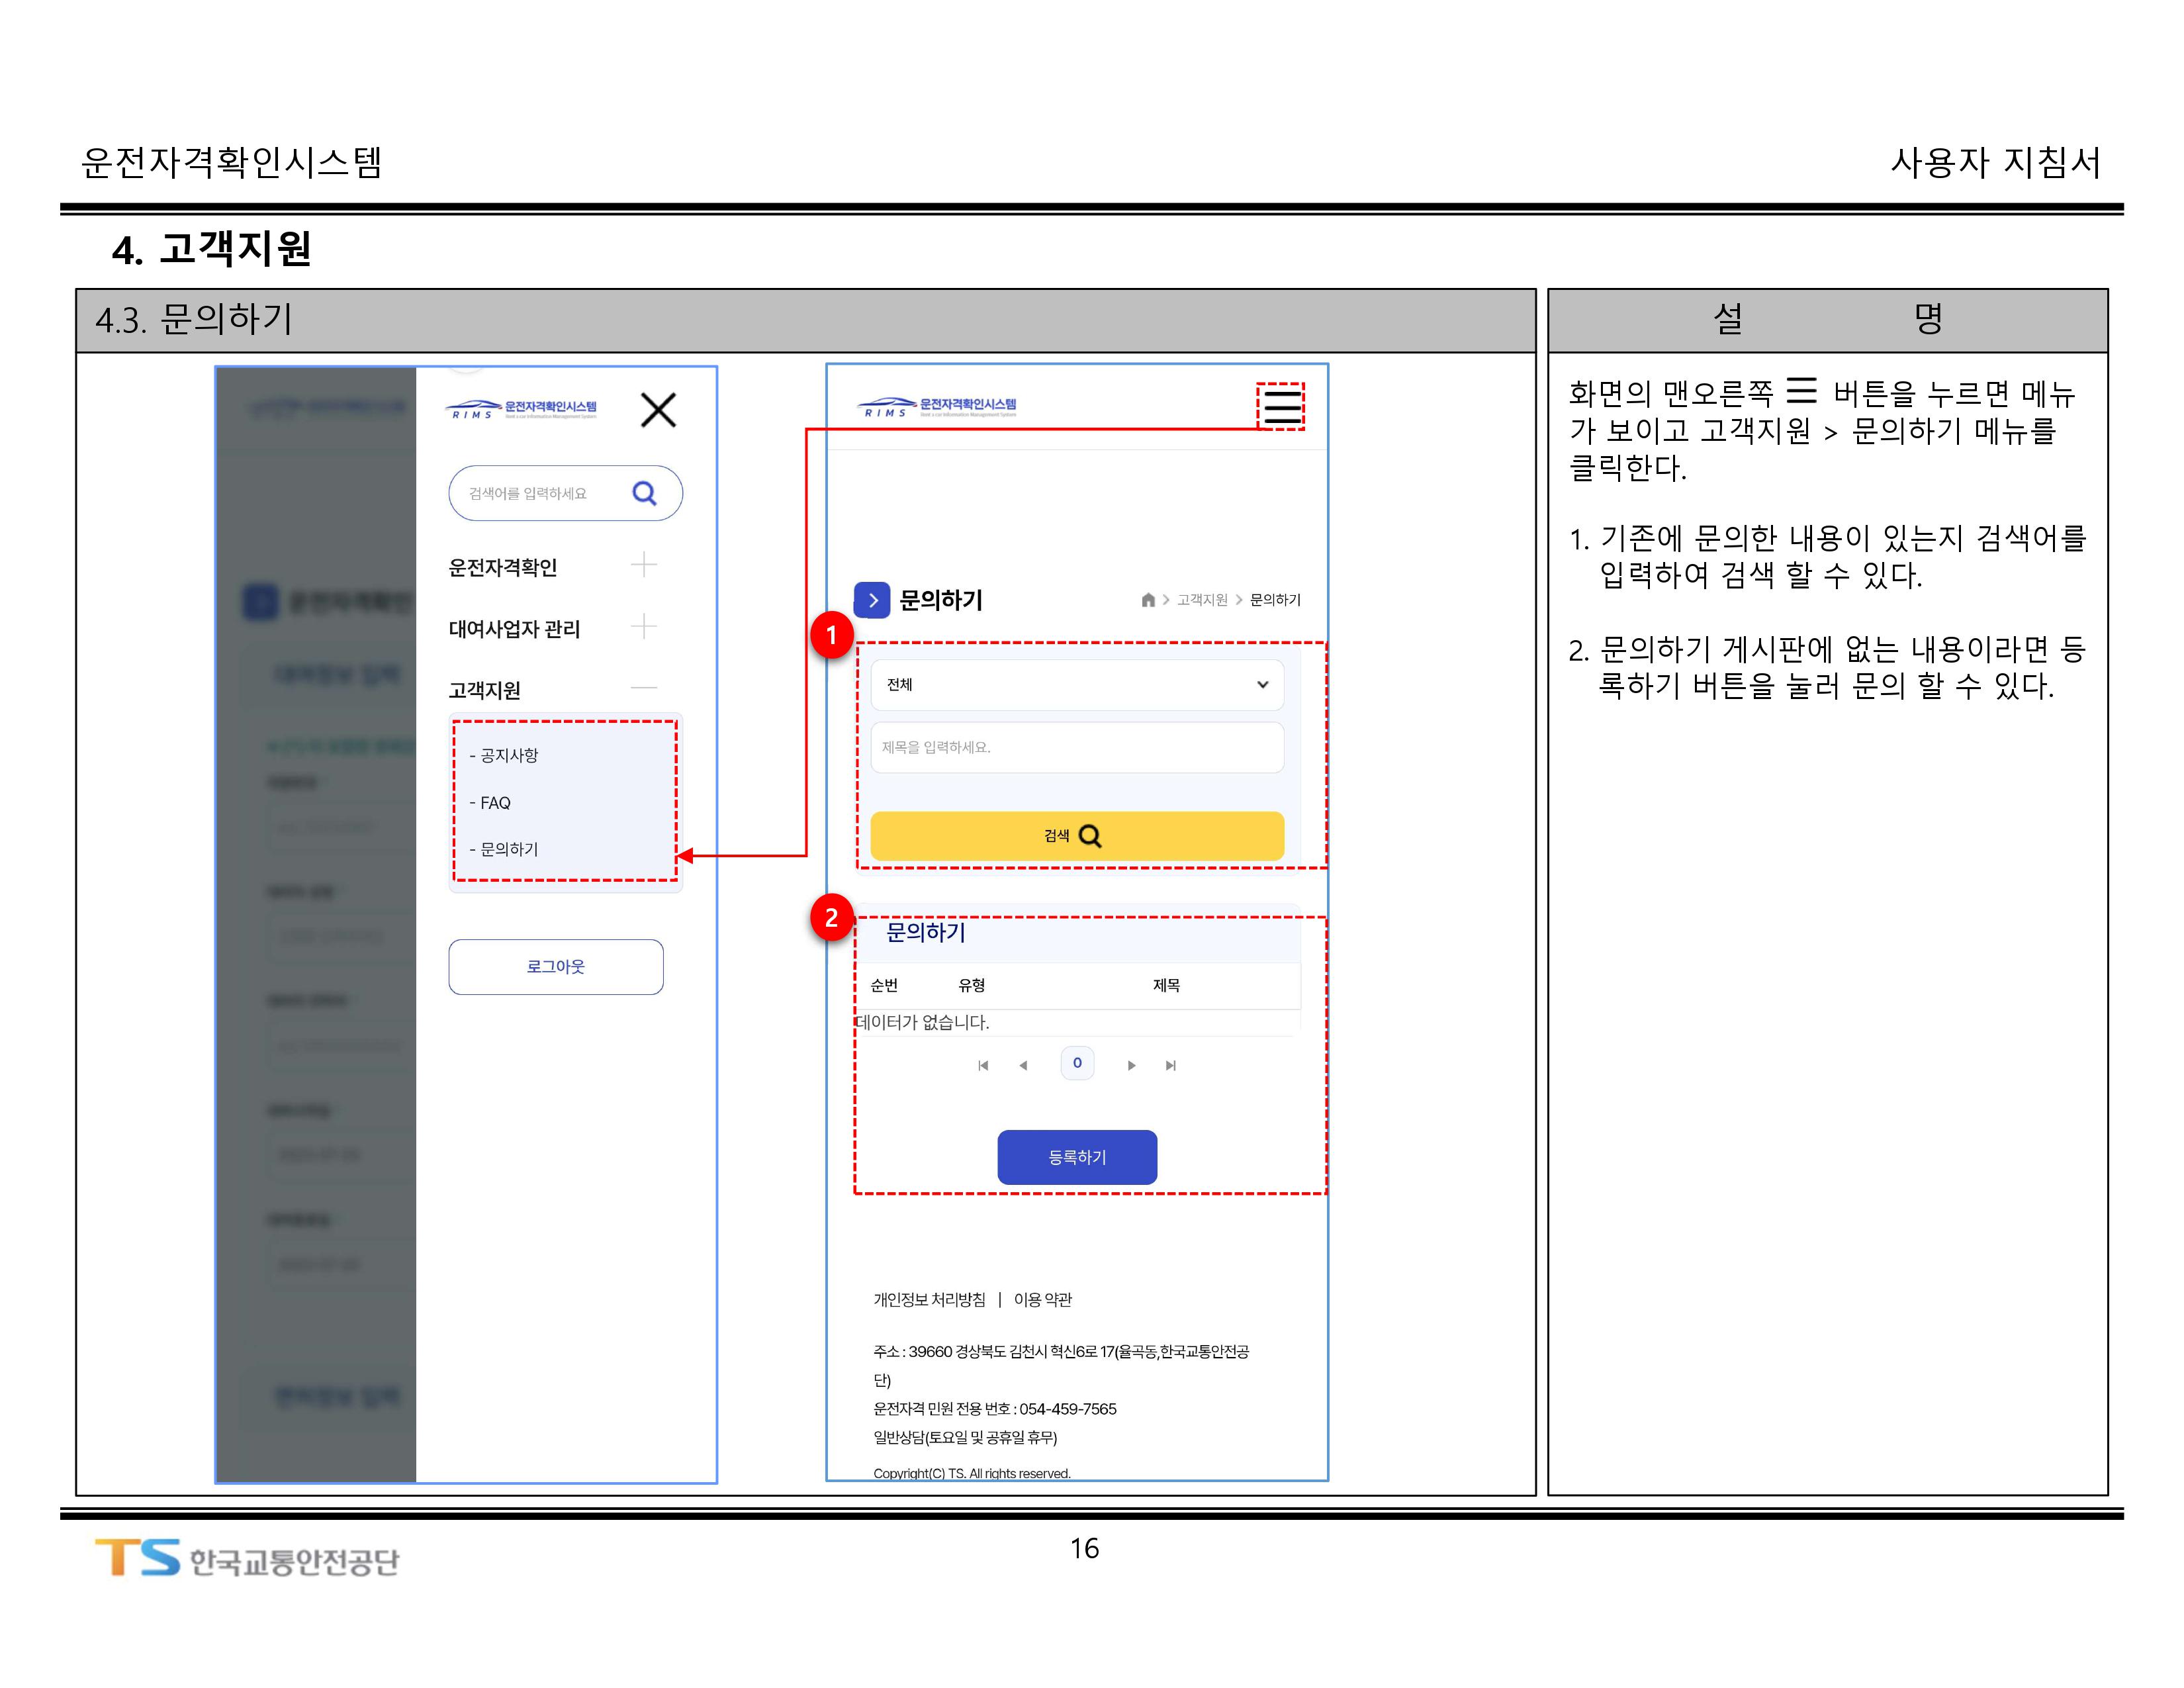 운전자격확인시스템
사용자 지침서
4. 고객지원
4.3. 문의하기
설 명
RIMS 운전자격확인시스템
검색어를 입력하세요
운전자격확인
대여사업자 관리
고객지원
- 공지사항
- FAQ
- 문의하기
로그아웃
RIMS 운전자격확인시스템
문의하기
고객지원 > 문의하기
1
전체
제목을 입력하세요.
검색
2
문의하기
순번 유형 제목
데이터가 없습니다.
0
등록하기
개인정보 처리방침 | 이용 약관
주소 : 39660 경상북도 김천시 혁신6로 17(율곡동,한국교통안전공
단)
운전자격 민원 전용 번호 : 054-459-7565
일반상담(토요일 및 공휴일 휴무)
Copyright(C) TS. All rights reserved.
화면의 맨오른쪽 ☰ 버튼을 누르면 메뉴
가 보이고 고객지원 > 문의하기 메뉴를
클릭한다.
1. 기존에 문의한 내용이 있는지 검색어를
입력하여 검색 할 수 있다.
2. 문의하기 게시판에 없는 내용이라면 등
록하기 버튼을 눌러 문의 할 수 있다.
TS 한국교통안전공단
16